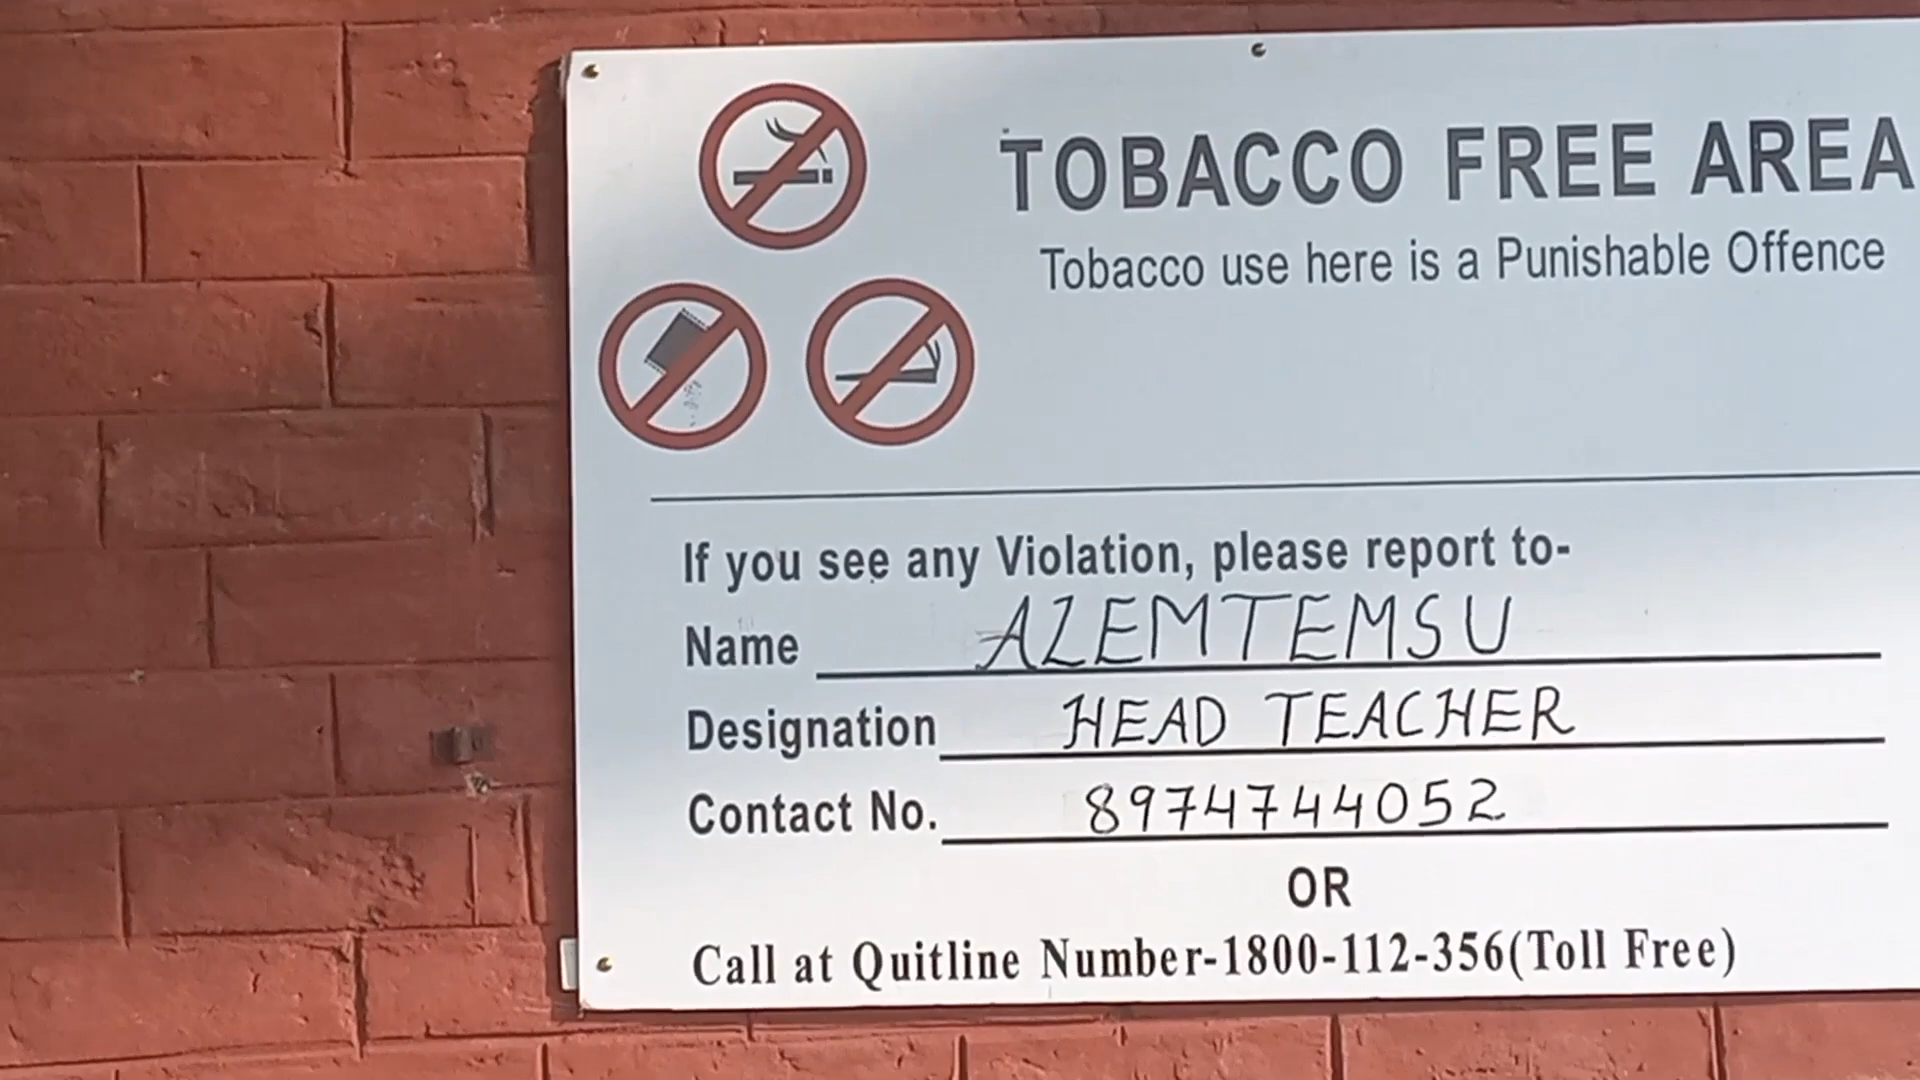 TOBACCO FREE AREA
Tobacco use here is a Punishable Offence
If you see any Violation, please report to-
Name AZEMTEMSU
Designation HEAD TEACHER
Contact No. 8974744052
OR
Call at Quitline Number-1800-112-356(Toll Free)